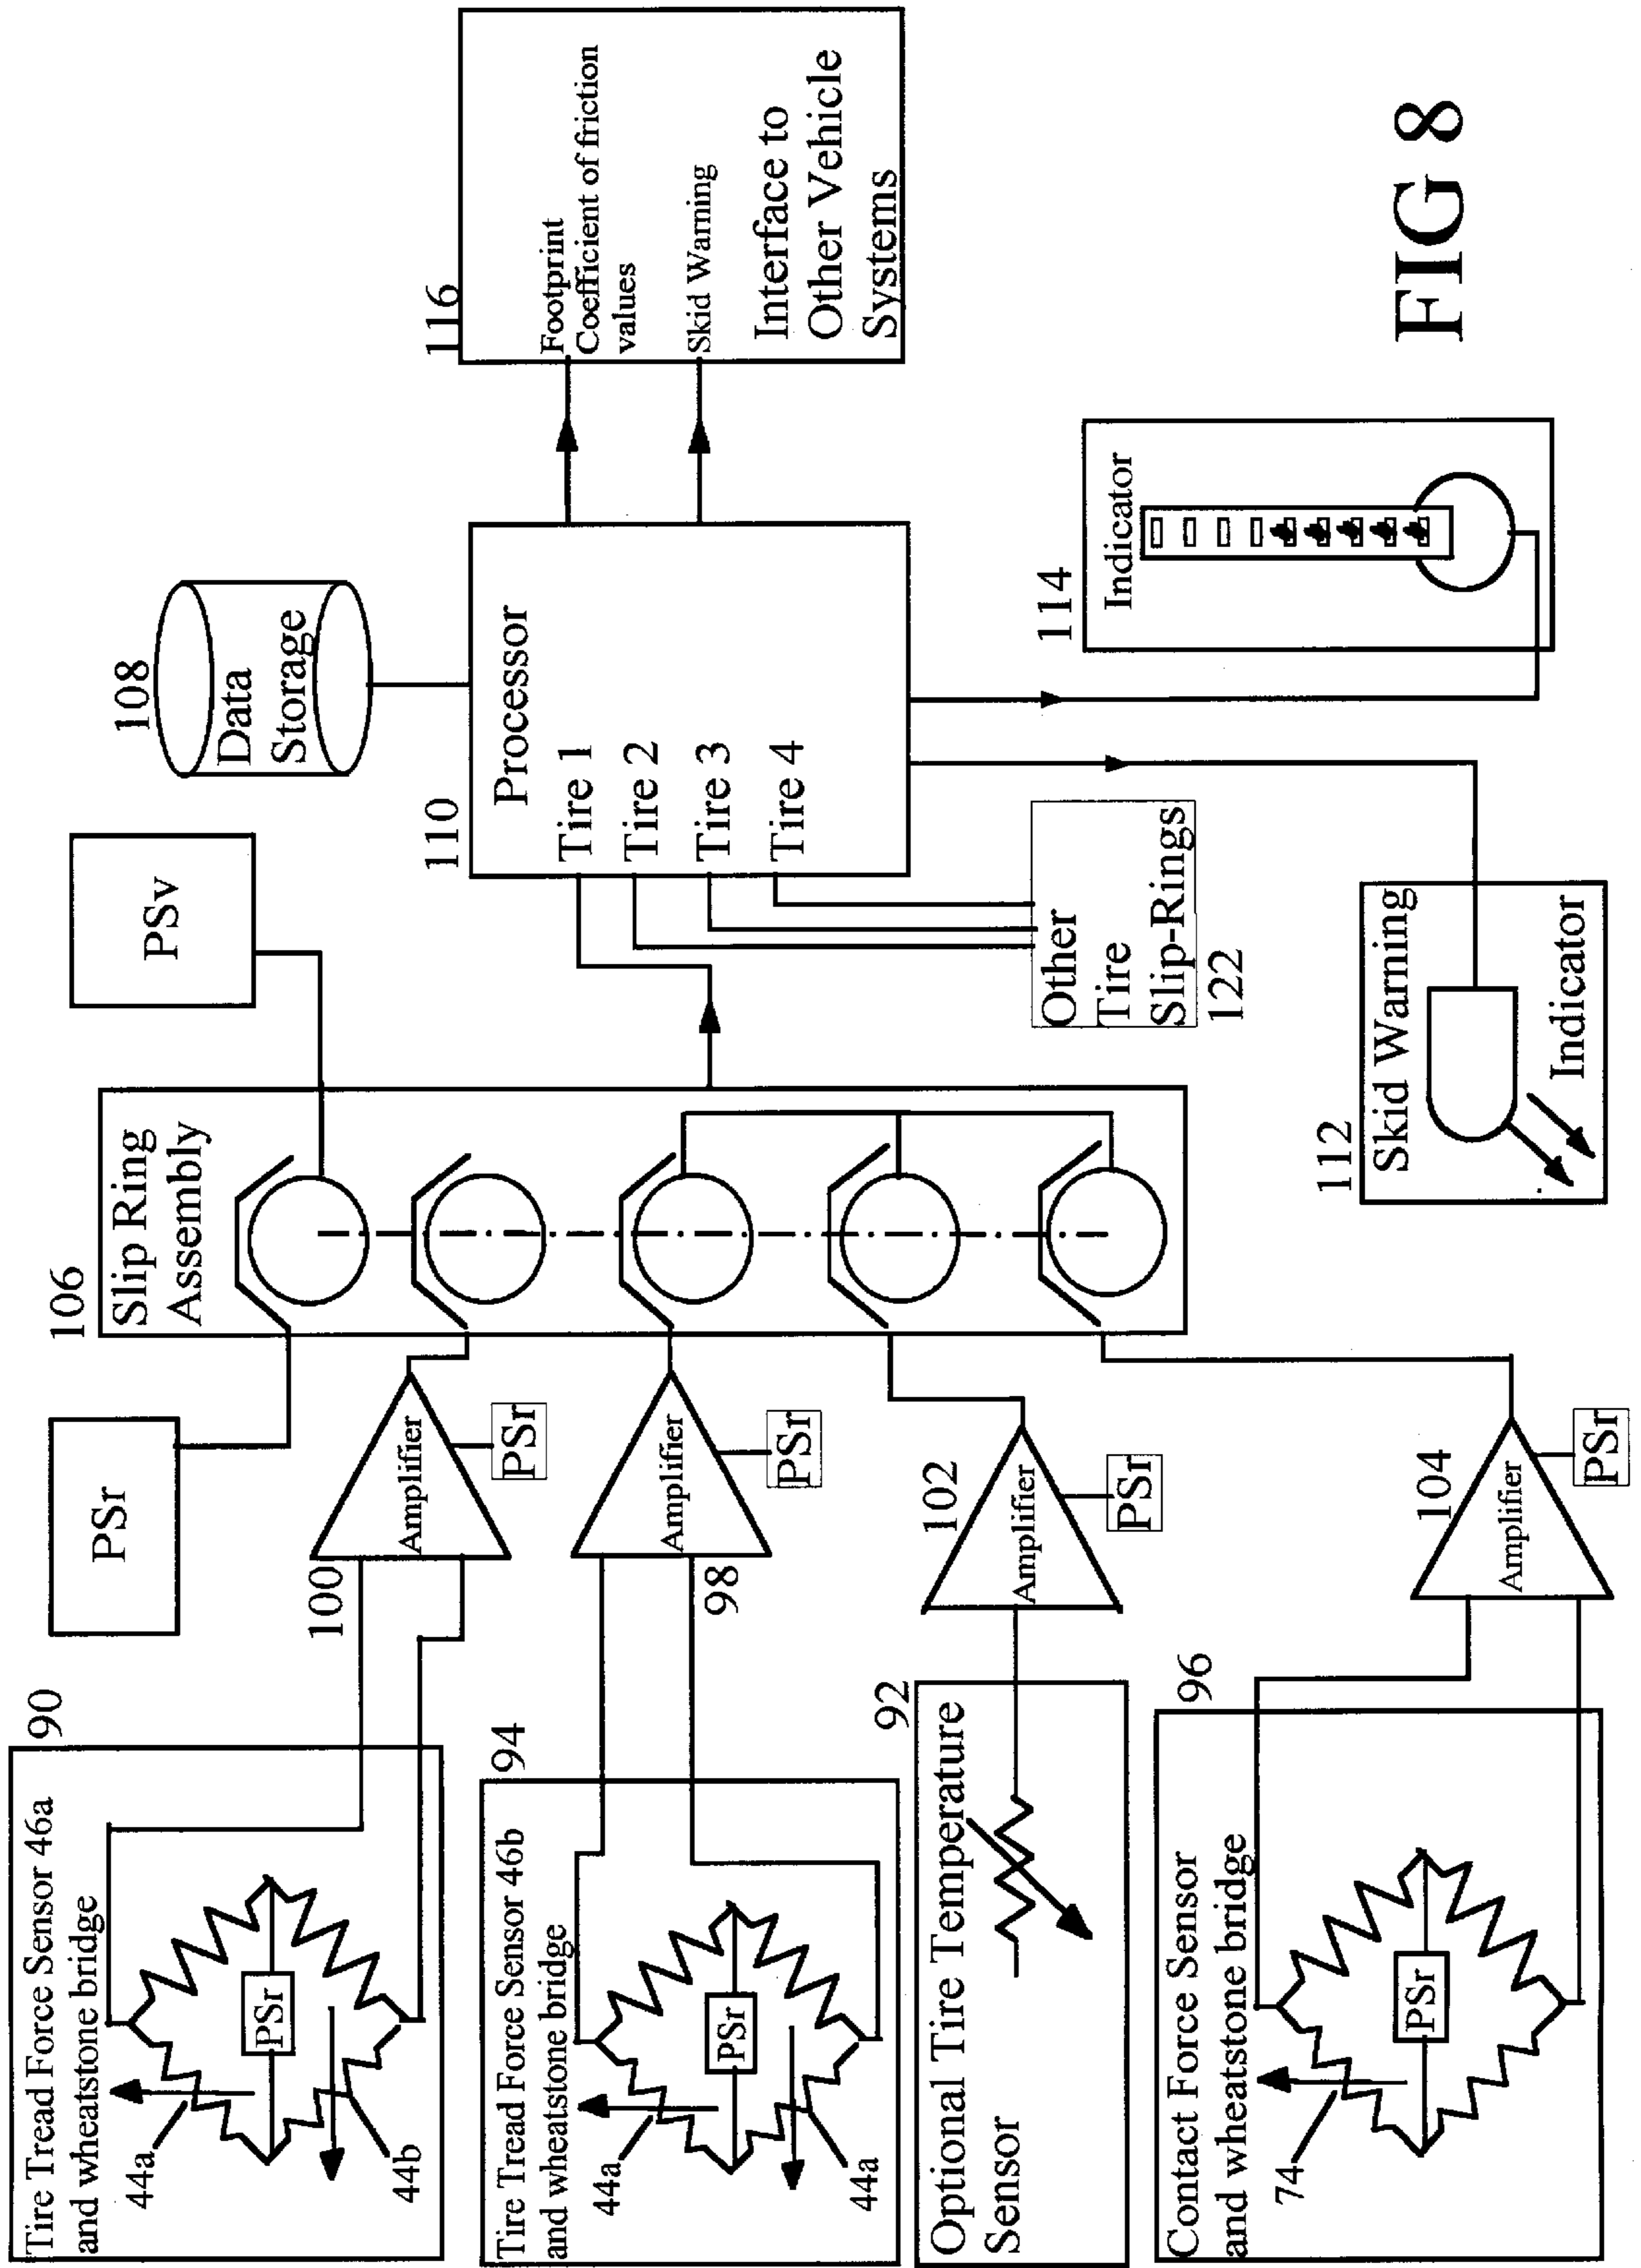 Tire Tread Force Sensor 46a
and wheatstone bridge
90
44a
PSr
44b
Tire Tread Force Sensor 46b
and wheatstone bridge
94
44a
PSr
44a
92
Optional Tire Temperature
Sensor
Contact Force Sensor
and wheatstone bridge
96
74
PSr
PSr
100
Amplifier
PSr
Amplifier
98
PSr
102
Amplifier
PSr
104
Amplifier
PSr
106
Slip Ring
Assembly
PSv
108
Data
Storage
110
Processor
Tire 1
Tire 2
Tire 3
Tire 4
Other
Tire
Slip-Rings
122
112
Skid Warning
Indicator
114
Indicator
116
Footprint
Coefficient of friction
values
Skid Warning
Interface to
Other Vehicle
Systems
FIG 8